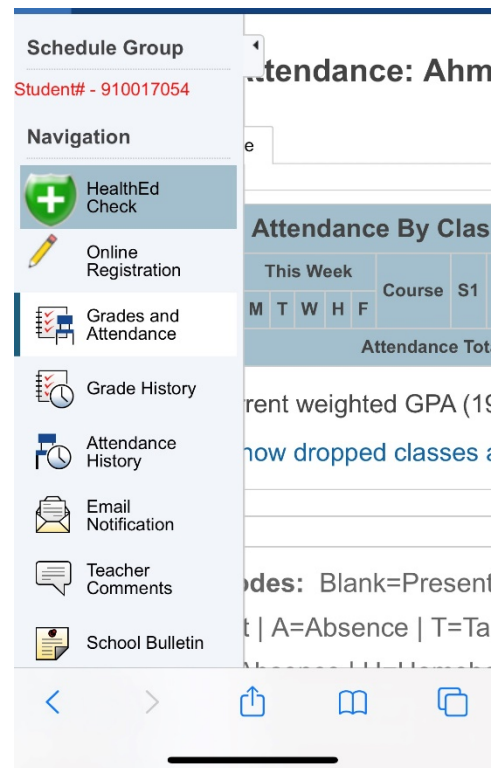 Schedule Group
Student# - 910017054
Navigation
HealthEd
Check
Online
Registration
Grades and
Attendance
Grade History
Attendance
History
Email
Notification
Teacher
Comments
School Bulletin
ttendance: Ahm
e
Attendance By Clas
This Week
Course S1
M T W H F
Attendance Tot
rent weighted GPA (19
how dropped classes a
odes: Blank=Present
t | A=Absence | T=Ta